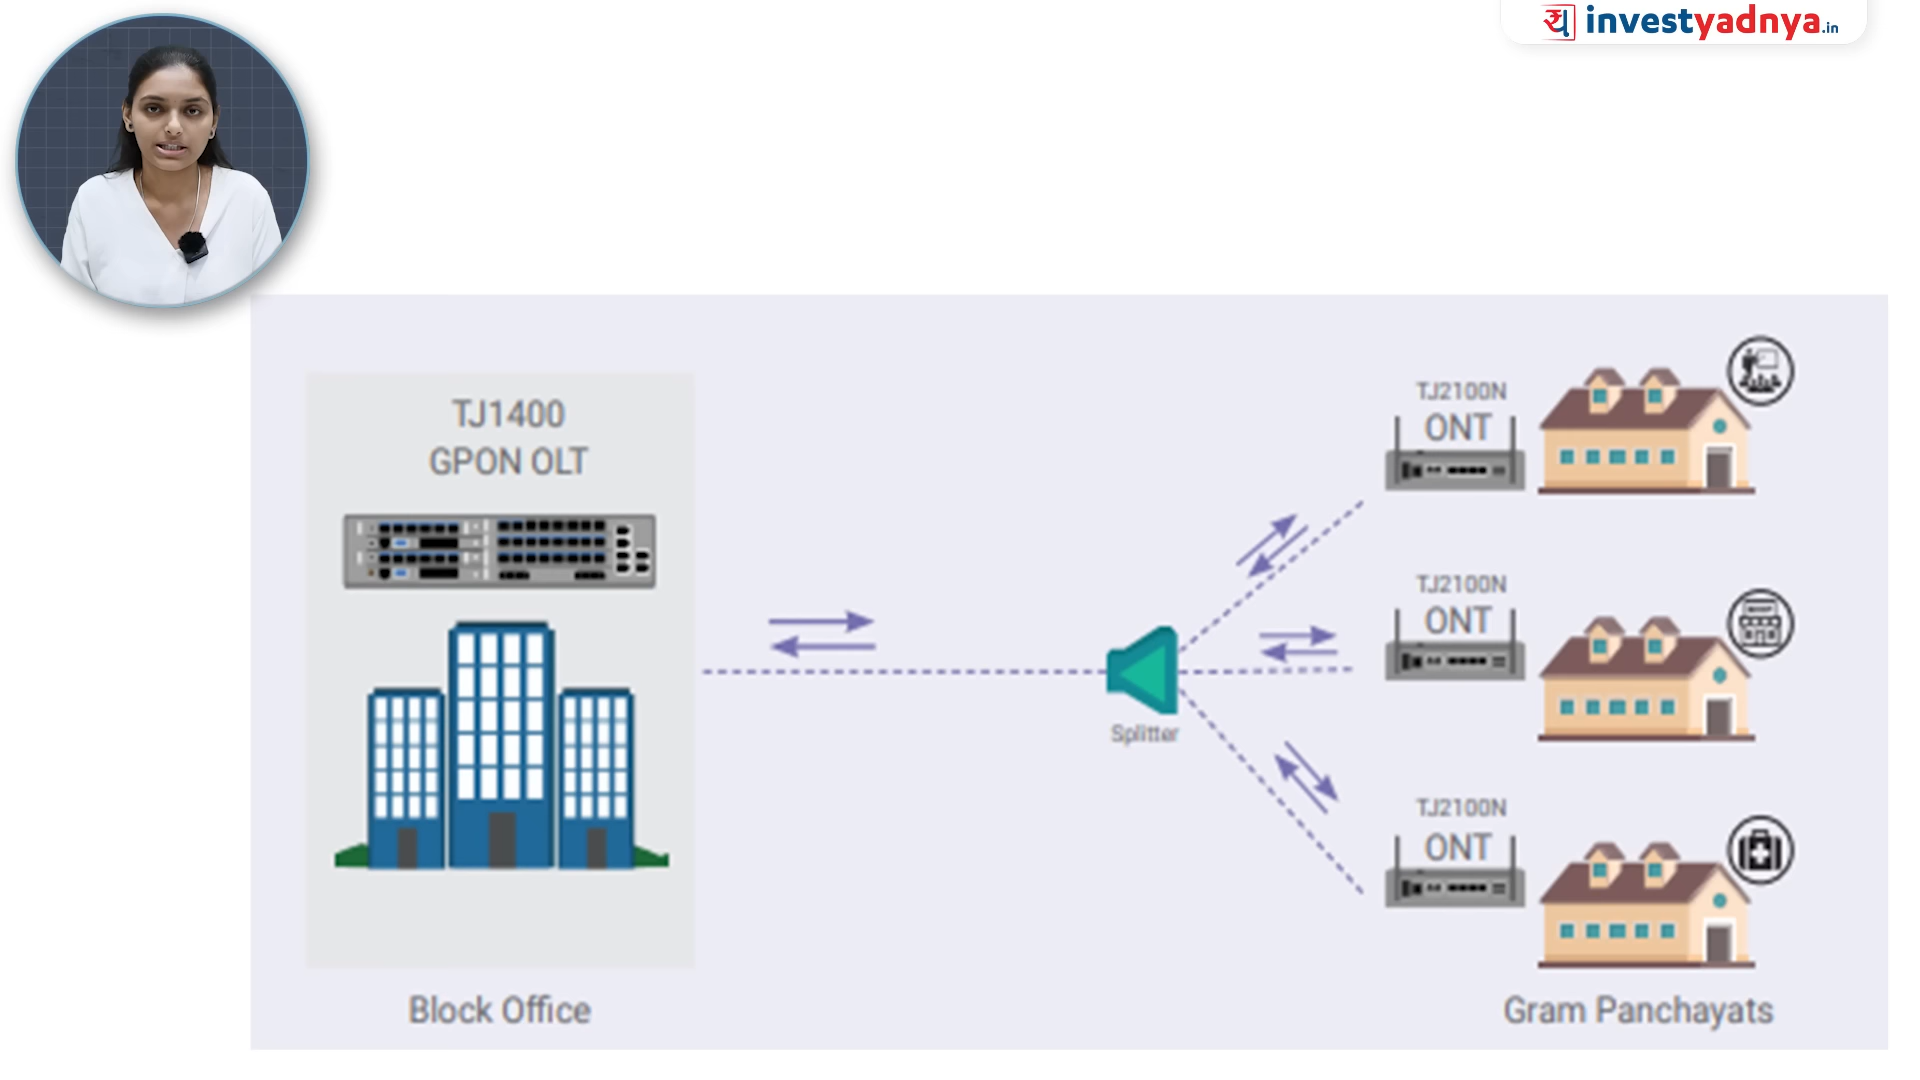 investyadnya.in
TJ1400
GPON OLT
Block Office
Splitter
TJ2100N
ONT
TJ2100N
ONT
TJ2100N
ONT
Gram Panchayats